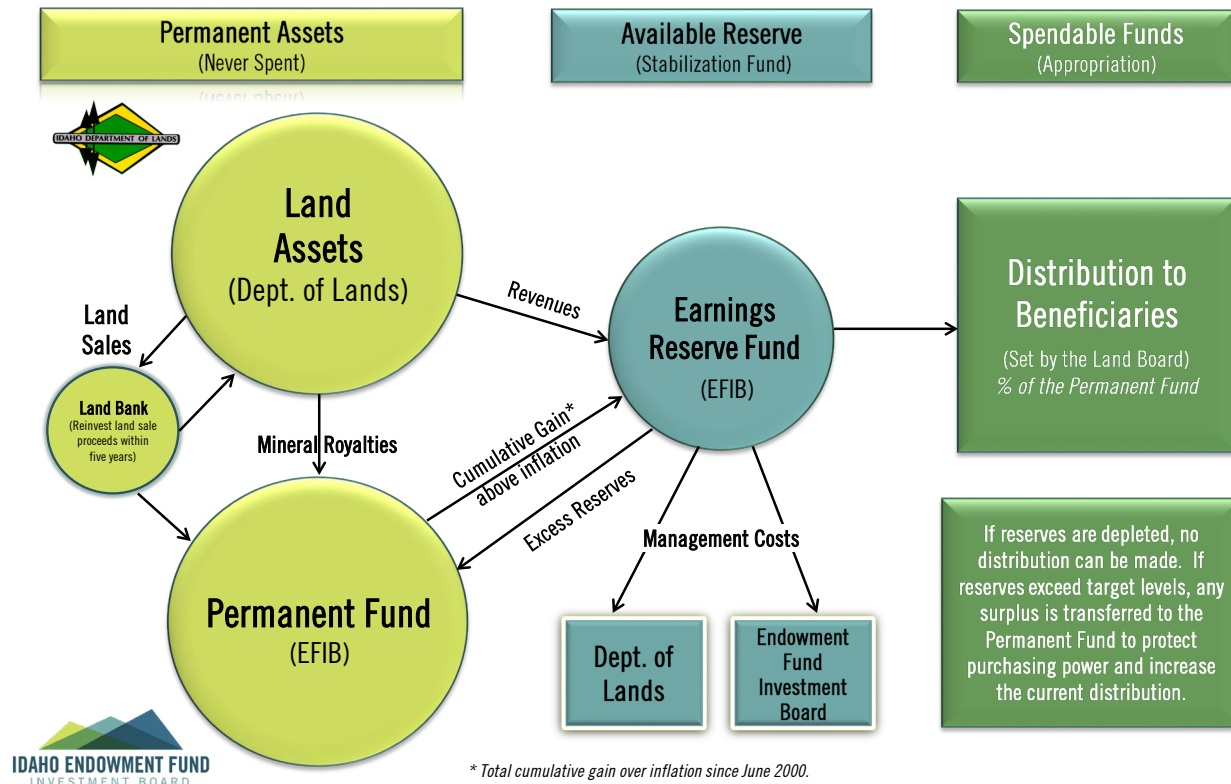 Permanent Assets
(Never Spent)
Available Reserve
(Stabilization Fund)
Spendable Funds
(Appropriation)
IDAHO DEPARTMENT OF LANDS
Land
Assets
(Dept. of Lands)
Revenues
Earnings
Reserve Fund
(EFIB)
Distribution to
Beneficiaries
(Set by the Land Board)
% of the Permanent Fund
Land
Sales
Land Bank
(Reinvest land sale
proceeds within
five years)
Mineral Royalties
Cumulative Gain*
above inflation
Excess Reserves
Management Costs
Permanent Fund
(EFIB)
Dept. of
Lands
Endowment
Fund
Investment
Board
If reserves are depleted, no
distribution can be made. If
reserves exceed target levels, any
surplus is transferred to the
Permanent Fund to protect
purchasing power and increase
the current distribution.
IDAHO ENDOWMENT FUND
INVESTMENT BOARD
* Total cumulative gain over inflation since June 2000.